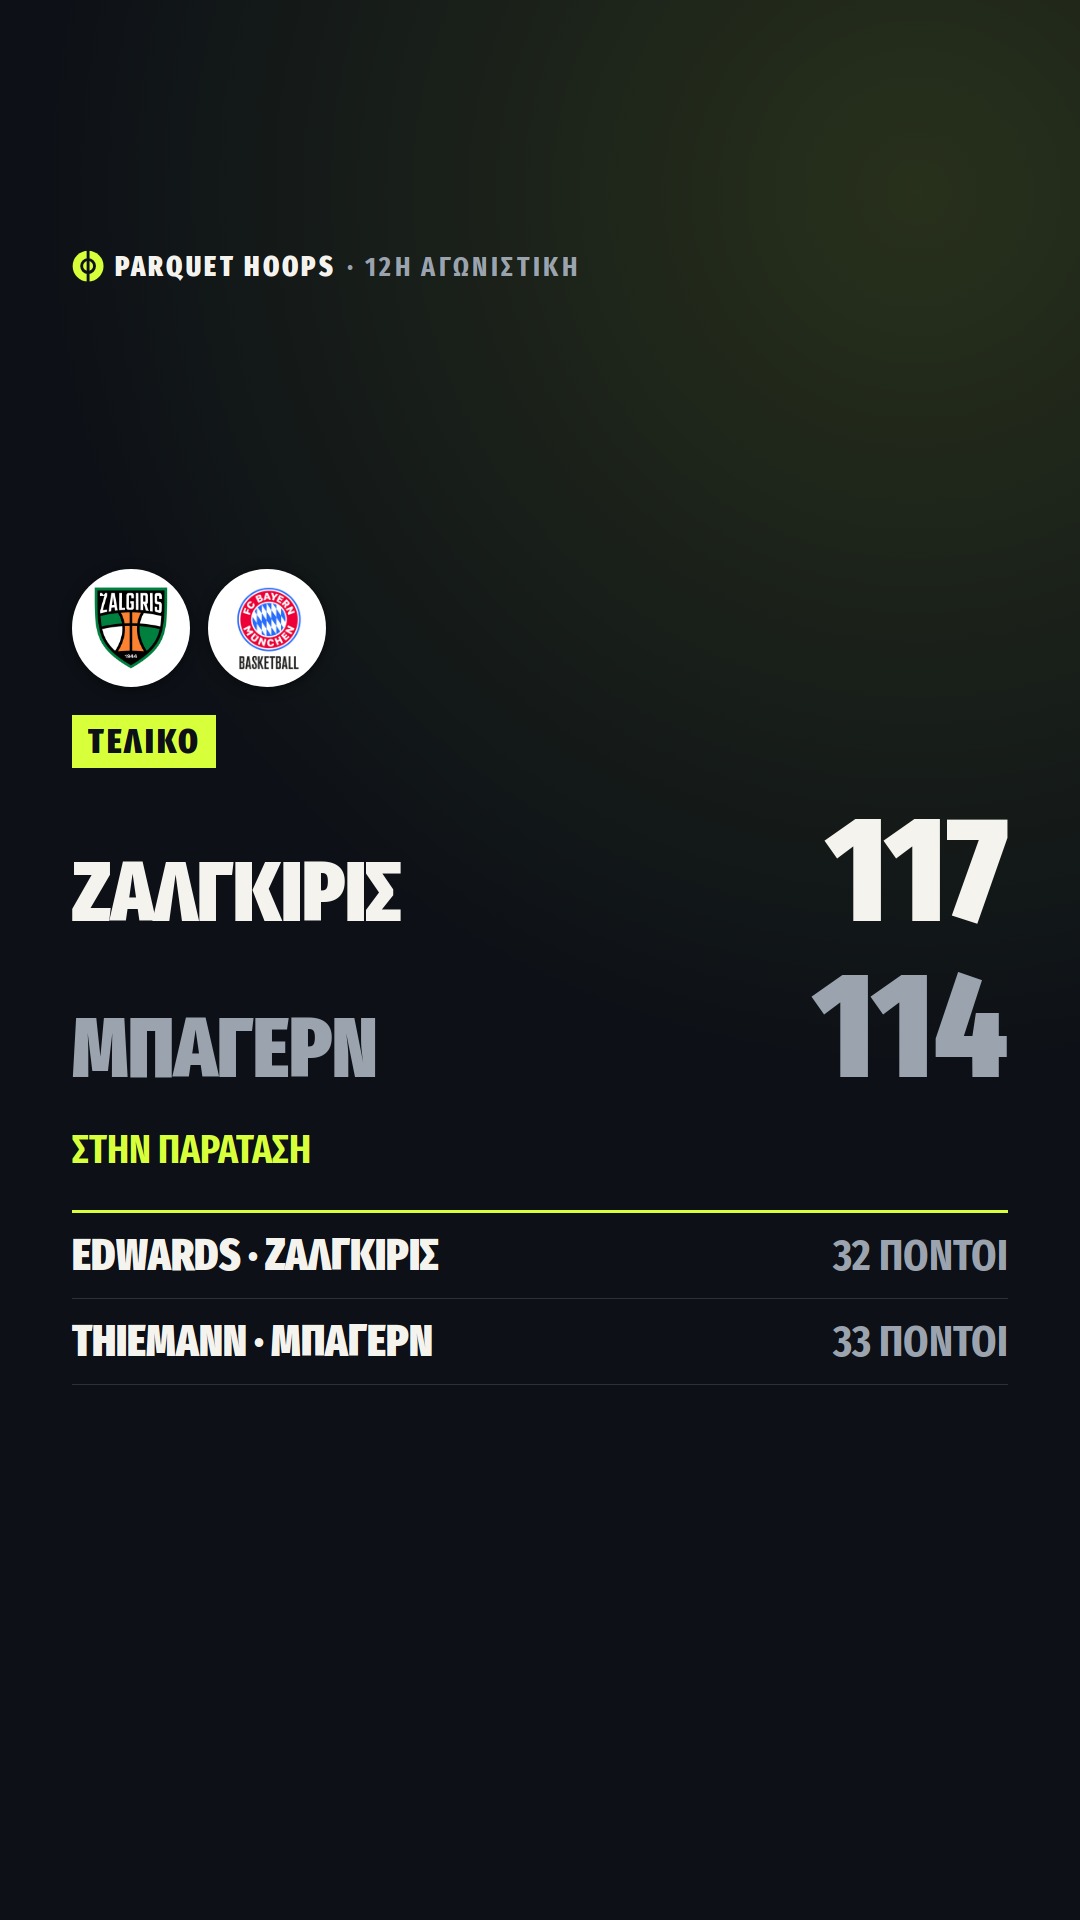 PARQUET HOOPS · 12Η ΑΓΩΝΙΣΤΙΚΗ
ZALGIRIS
1944
FC BAYERN
MÜNCHEN
BASKETBALL
ΤΕΛΙΚΟ
ΖΑΛΓΚΙΡΙΣ 117
ΜΠΑΓΕΡΝ 114
ΣΤΗΝ ΠΑΡΑΤΑΣΗ
EDWARDS · ΖΑΛΓΚΙΡΙΣ 32 ΠΟΝΤΟΙ
THIEMANN · ΜΠΑΓΕΡΝ 33 ΠΟΝΤΟΙ